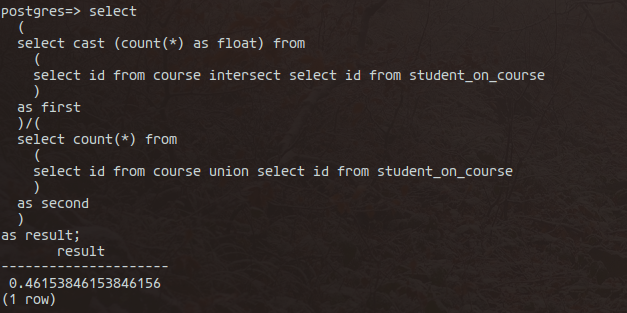 postgres=> select
(
select cast (count(*) as float) from
(
select id from course intersect select id from student_on_course
)
as first
)/(
select count(*) from
(
select id from course union select id from student_on_course
)
as second
)
as result;
result
---------------------
0.46153846153846156
(1 row)